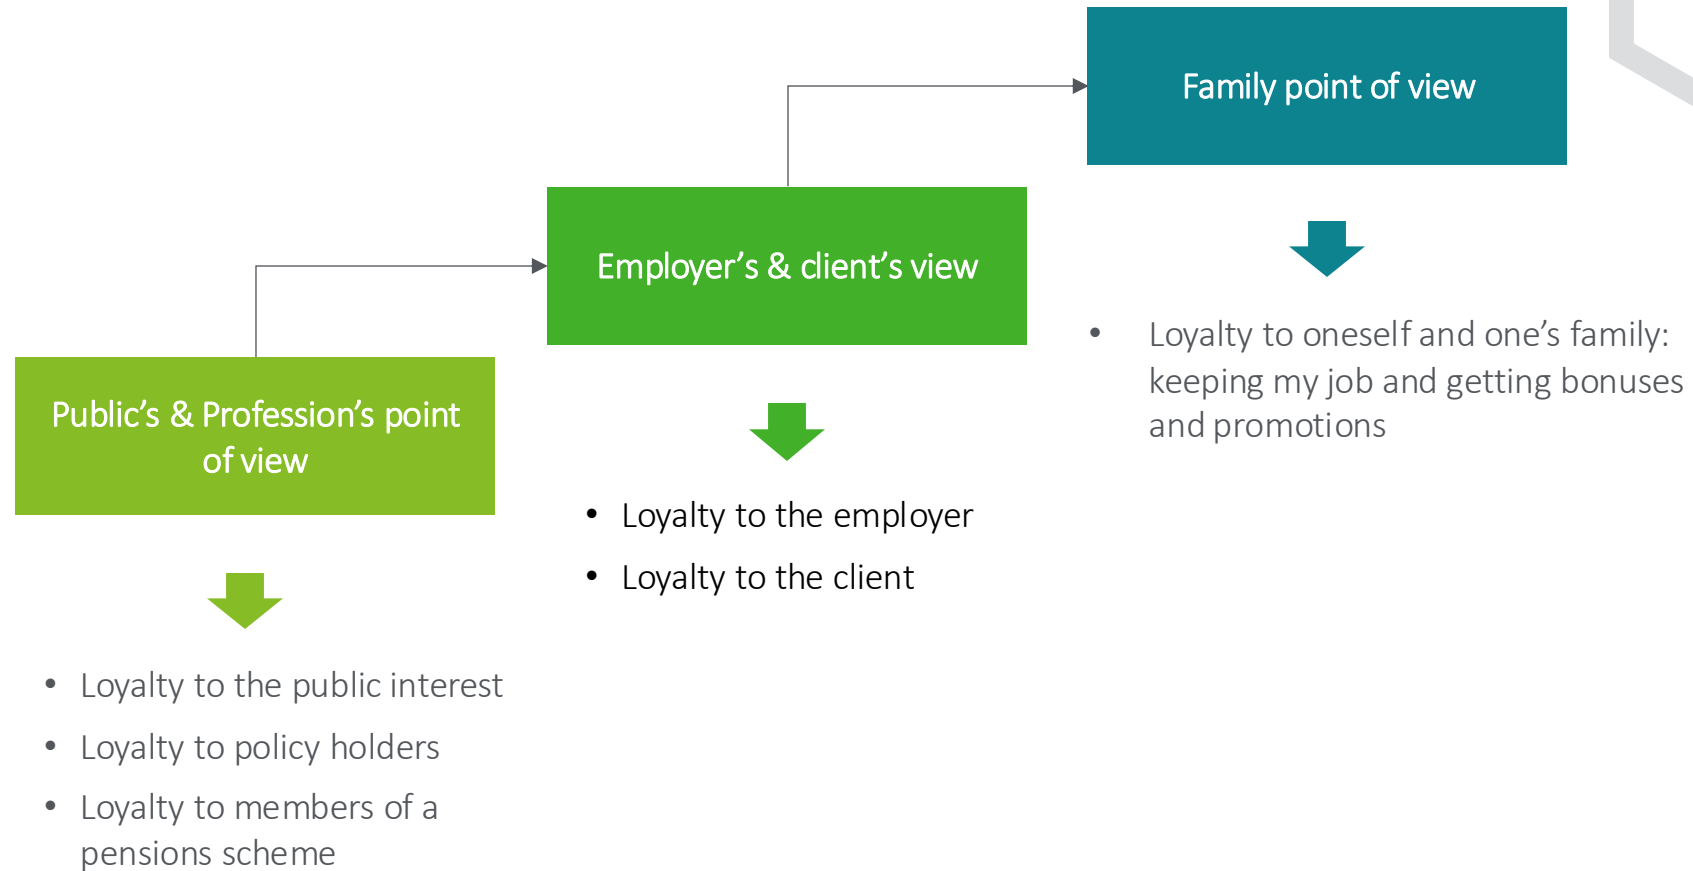 Family point of view
Employer’s & client’s view
Public’s & Profession’s point
of view
• Loyalty to oneself and one’s family:
keeping my job and getting bonuses
and promotions
• Loyalty to the employer
• Loyalty to the client
• Loyalty to the public interest
• Loyalty to policy holders
• Loyalty to members of a
pensions scheme